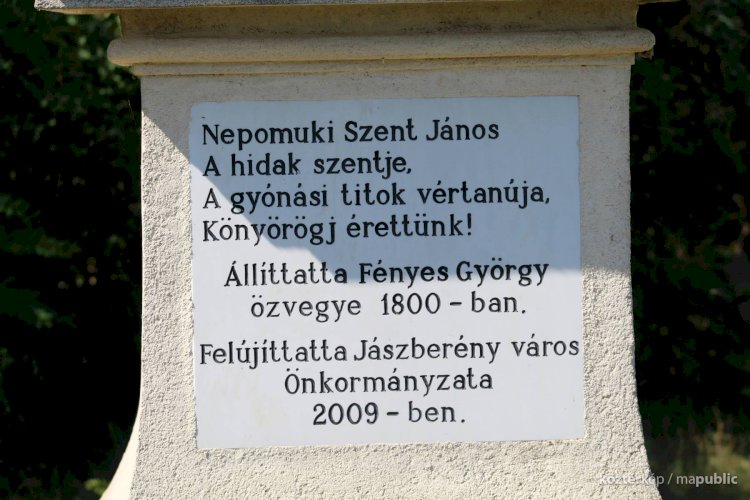 Nepomuki Szent János
A hidak szentje,
A gyónási titok vértanúja,
Könyörögj érettünk!
Állíttatta Fényes György
özvegye 1800 - ban.
Felújíttatta Jászberény város
Önkormányzata
2009 - ben.
köztérkép / mapublic